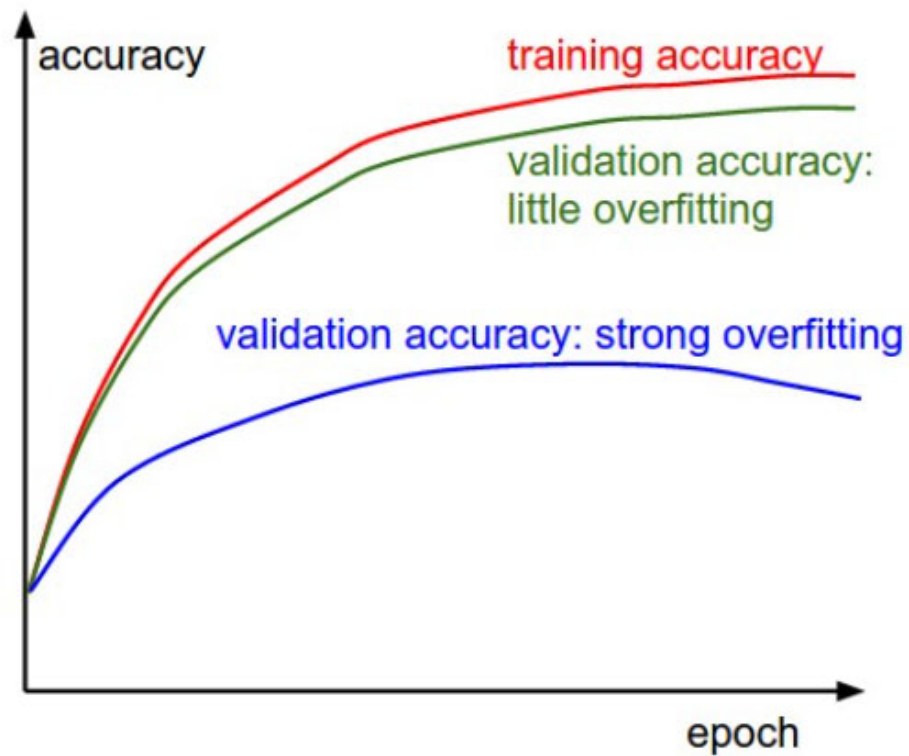 accuracy
training accuracy
validation accuracy:
little overfitting
validation accuracy: strong overfitting
epoch